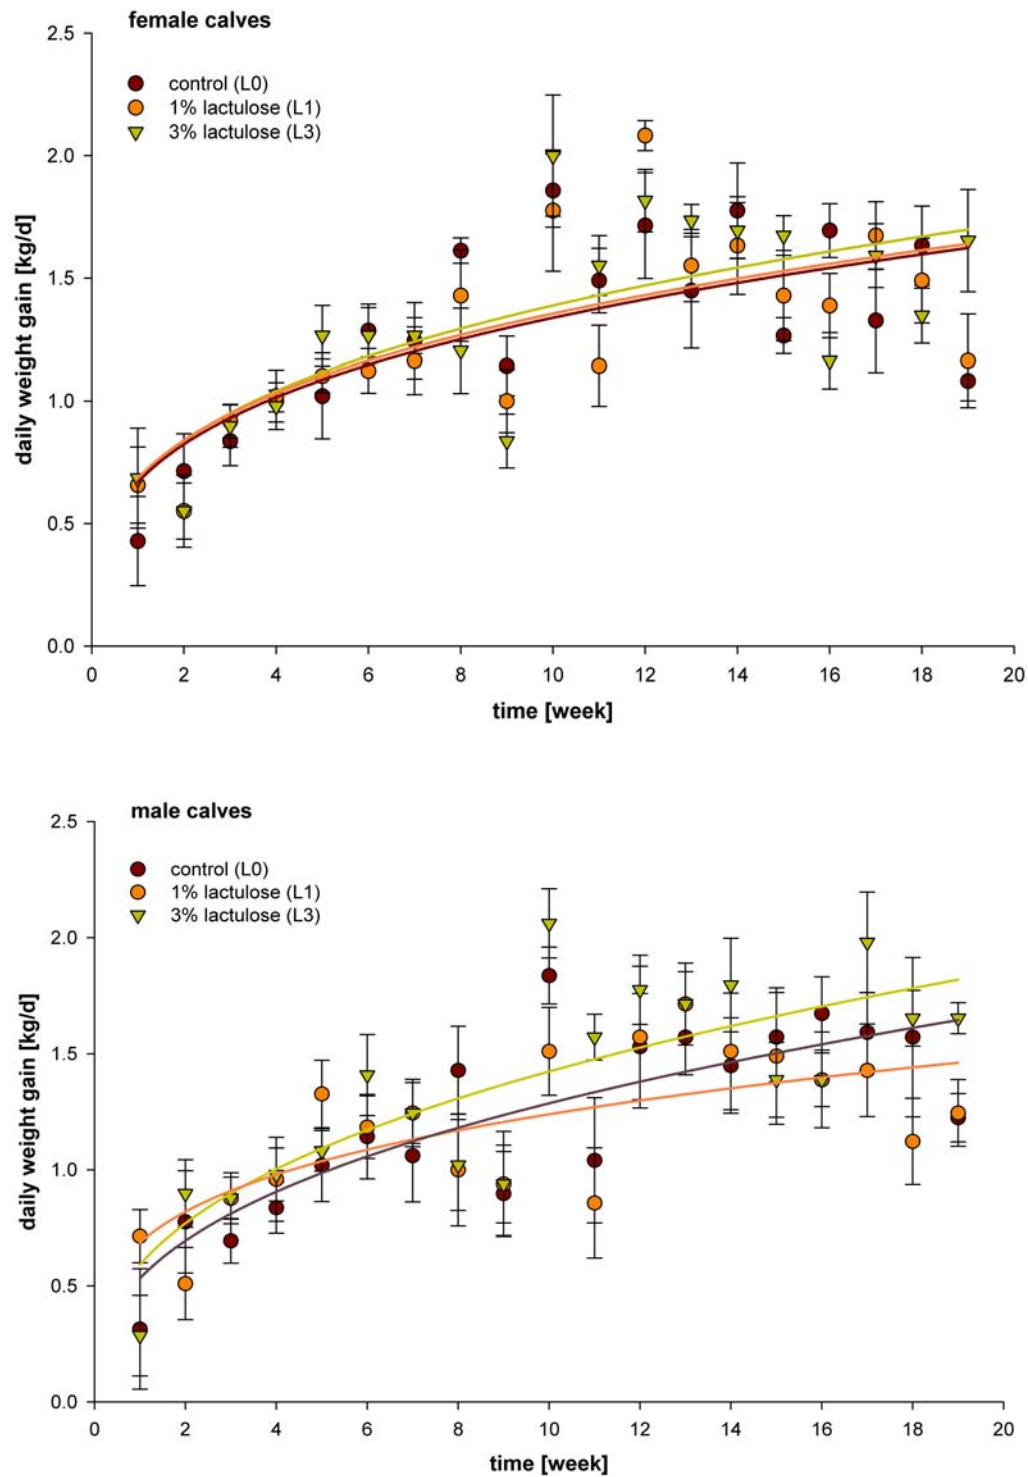 female calves
2.5
control (L0)
1% lactulose (L1)
3% lactulose (L3)
2.0
1.5
1.0
0.5
0.0
daily weight gain [kg/d]
0 2 4 6 8 10 12 14 16 18 20
time [week]
male calves
2.5
control (L0)
1% lactulose (L1)
3% lactulose (L3)
2.0
1.5
1.0
0.5
0.0
daily weight gain [kg/d]
0 2 4 6 8 10 12 14 16 18 20
time [week]